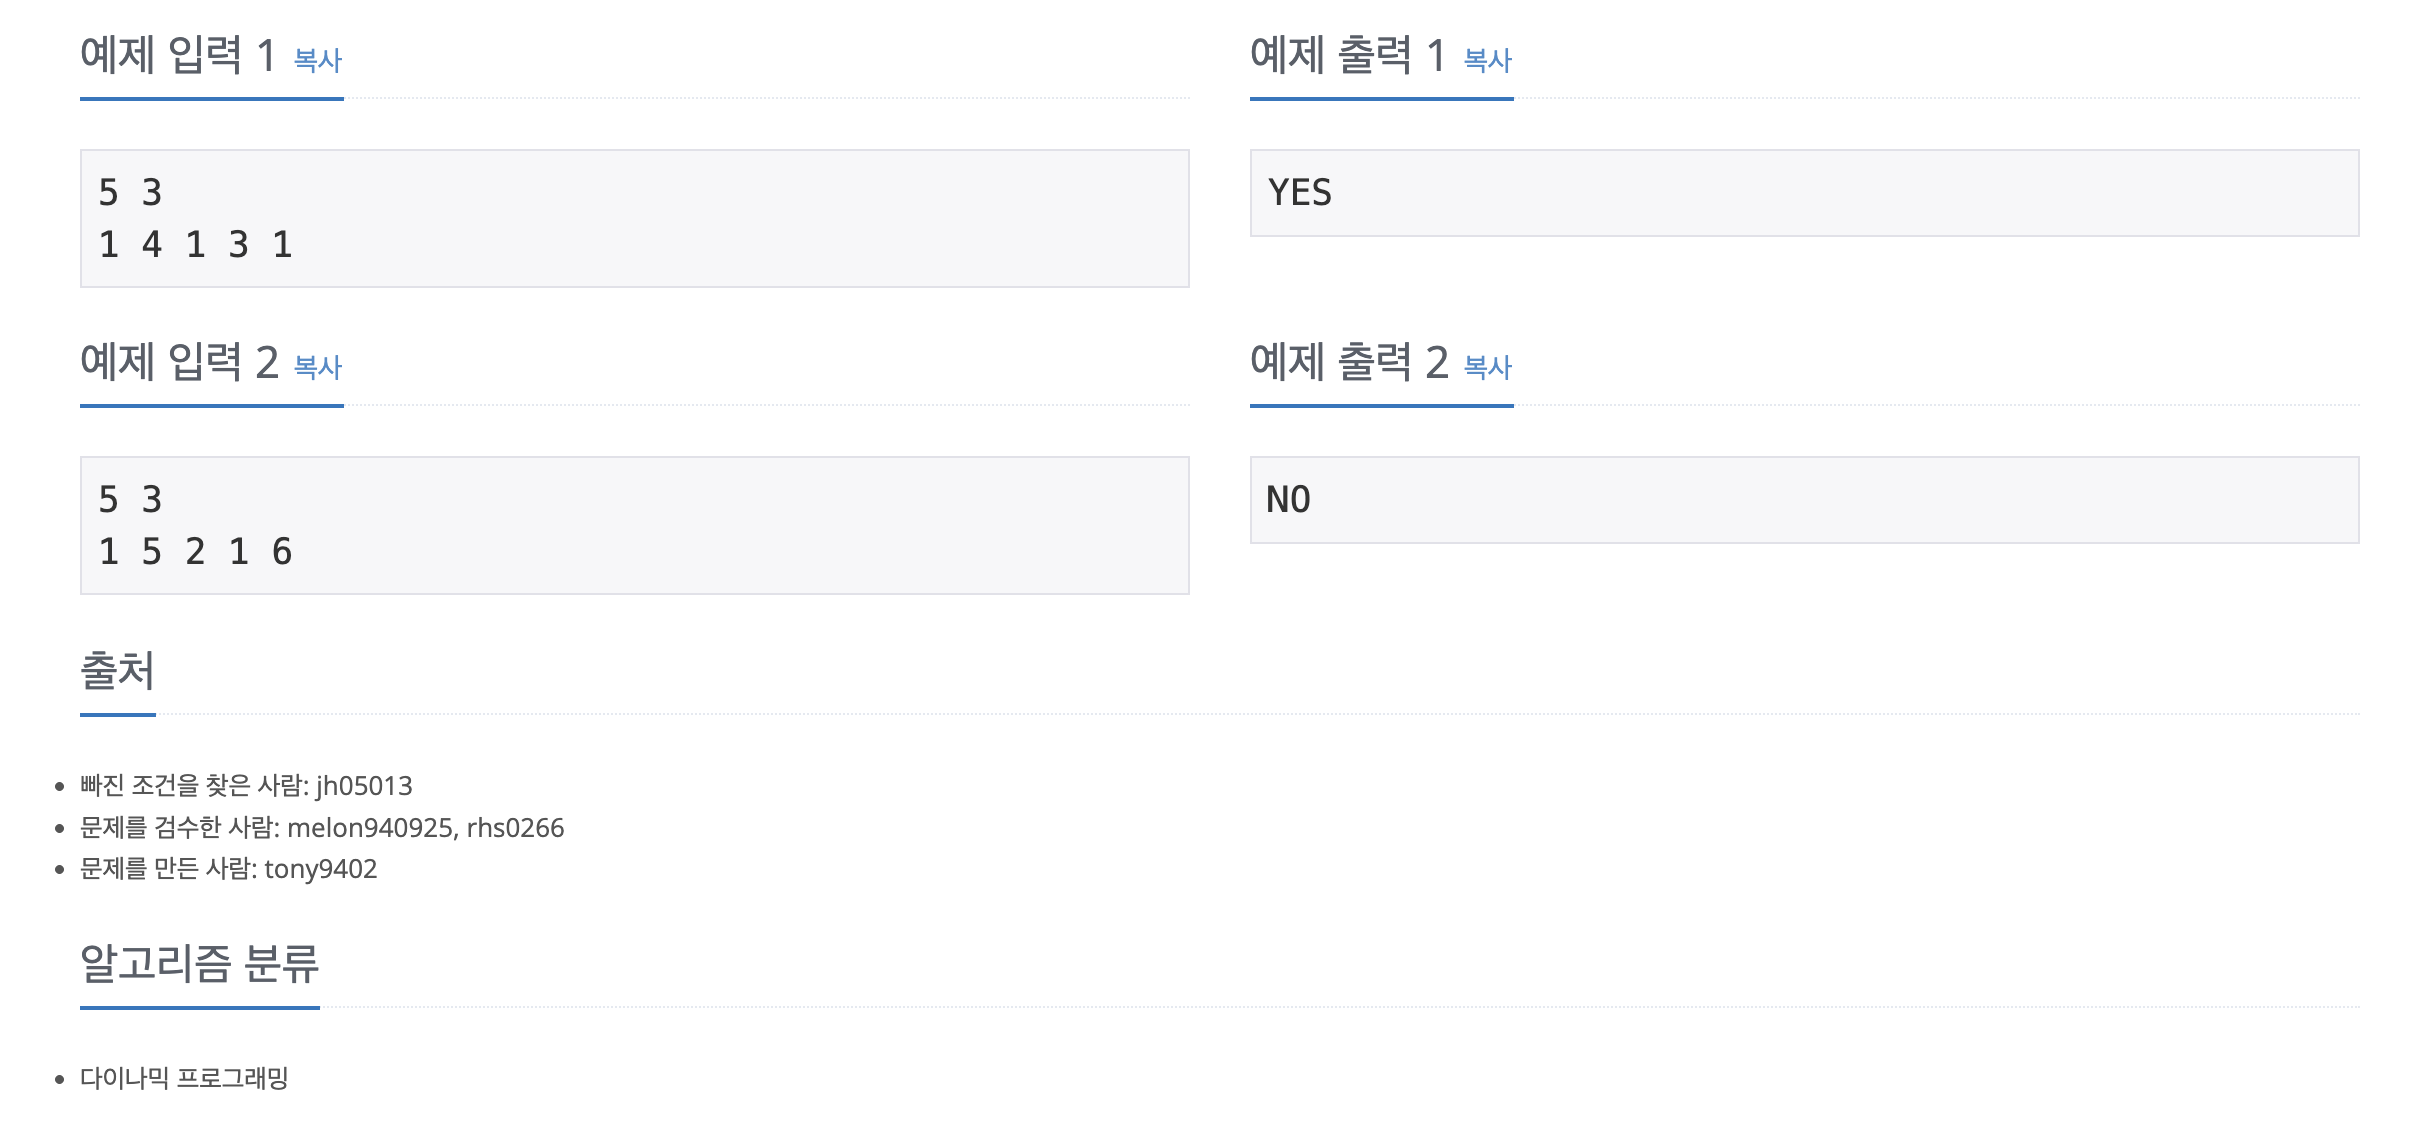 예제 입력 1 복사
5 3
1 4 1 3 1
예제 출력 1 복사
YES
예제 입력 2 복사
5 3
1 5 2 1 6
예제 출력 2 복사
NO
출처
빠진 조건을 찾은 사람: jh05013
문제를 검수한 사람: melon940925, rhs0266
문제를 만든 사람: tony9402
알고리즘 분류
다이나믹 프로그래밍